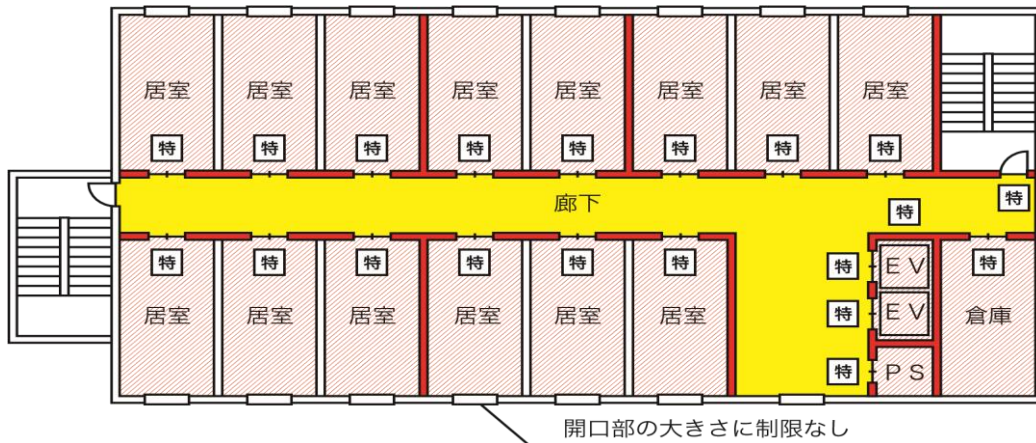 居室 居室 居室 居室 居室 居室 居室 居室
特 特 特 特 特 特 特 特
特
廊下 特
特 特 特 特 特 特 特 ＥＶ 特
居室 居室 居室 居室 居室 居室 特 ＥＶ 倉庫
特 ＰＳ
開口部の大きさに制限なし